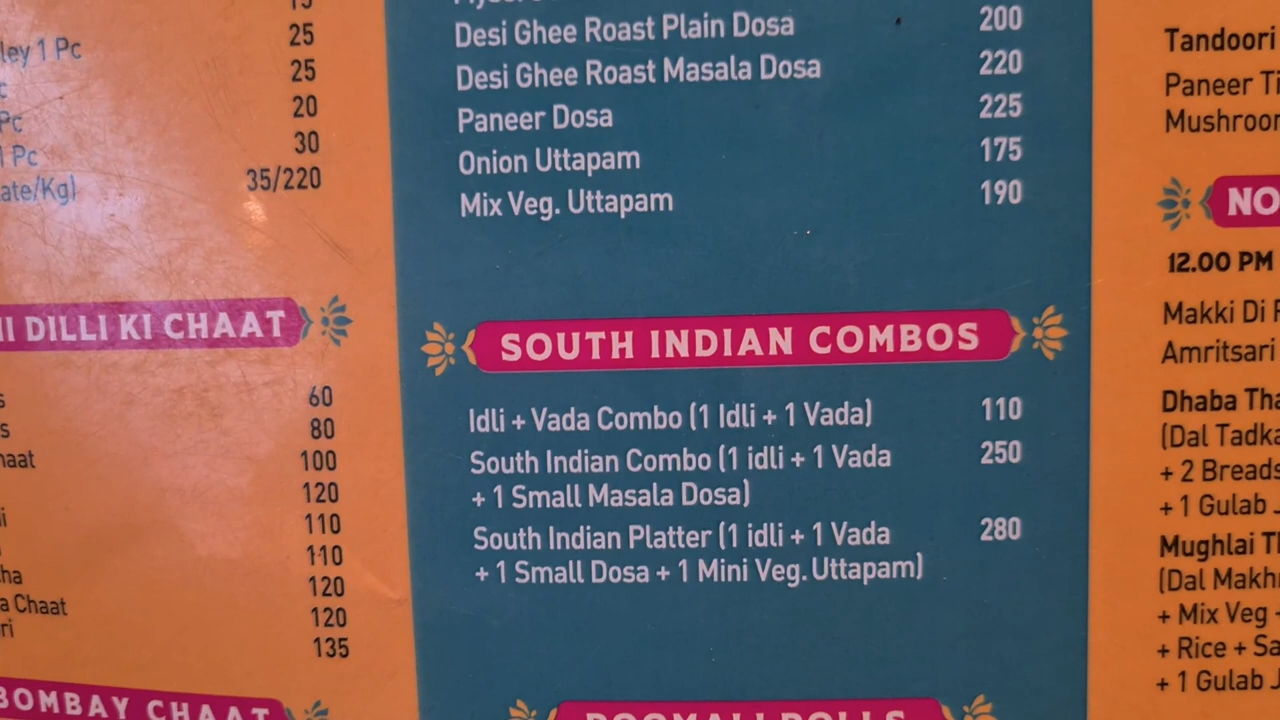 25
ley 1 Pc
25
20
Pc
30
1 Pc
35/220
ate/Kg)
DILLI KI CHAAT
60
80
100
haat
120
110
110
120
a Chaat
120
135
BOMBAY CHAAT
Desi Ghee Roast Plain Dosa 200
Desi Ghee Roast Masala Dosa 220
Paneer Dosa 225
Onion Uttapam 175
Mix Veg. Uttapam 190
SOUTH INDIAN COMBOS
Idli + Vada Combo (1 Idli + 1 Vada) 110
South Indian Combo (1 idli + 1 Vada 250
+ 1 Small Masala Dosa)
South Indian Platter (1 idli + 1 Vada 280
+ 1 Small Dosa + 1 Mini Veg. Uttapam)
Tandoori
Paneer Ti
Mushroo
NO
12.00 PM
Makki Di
Amritsari
Dhaba Tha
(Dal Tadka
+ 2 Breads
+ 1 Gulab J
Mughlai Th
(Dal Makh
+ Mix Veg
+ Rice + Sa
+ 1 Gulab J